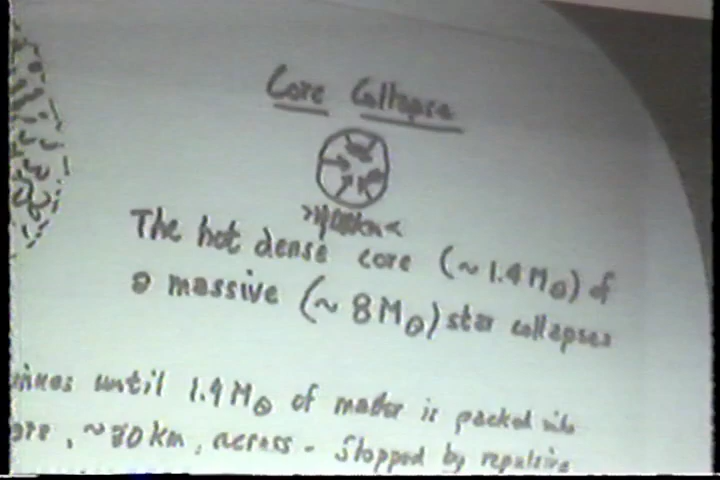 Core Collapse
The hot dense core (~1.4 M☉) of
a massive (~8 M☉) star collapses
until 1.4 M☉ of matter is packed into
km, across - Stopped by repulsive